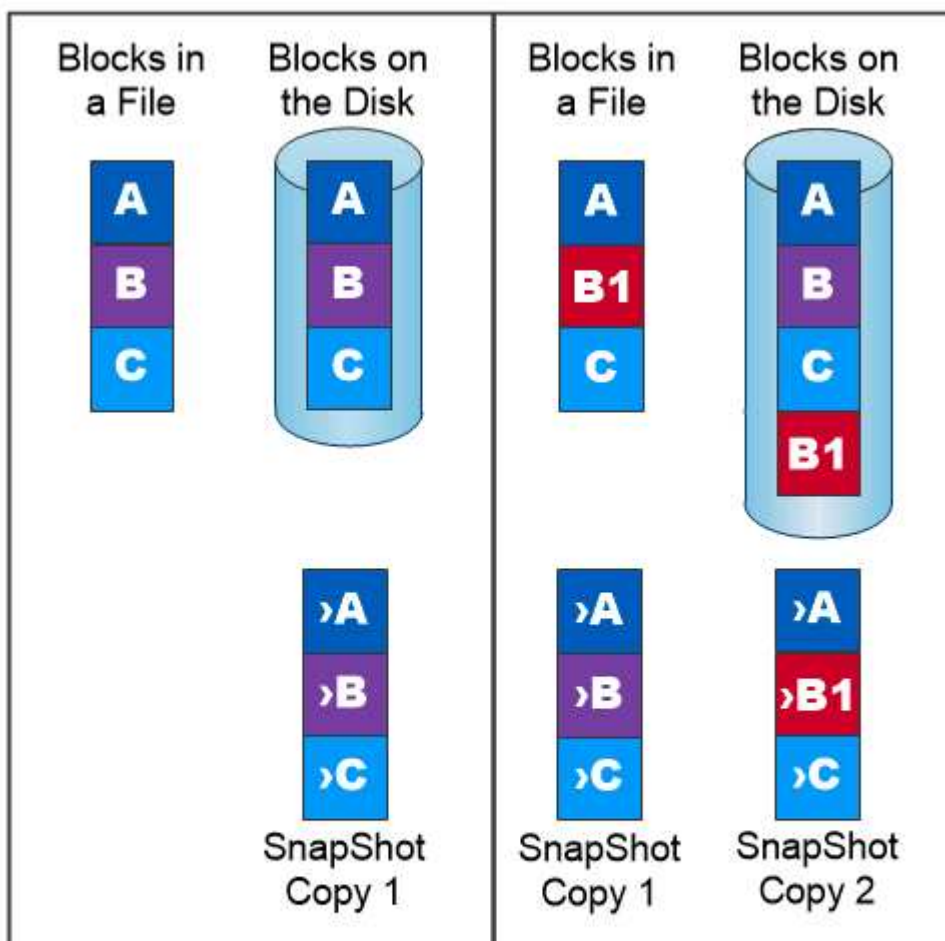 Blocks in
a File
Blocks on
the Disk
A
B
C
A
B
C
›A
›B
›C
SnapShot
Copy 1
Blocks in
a File
Blocks on
the Disk
A
B1
C
A
B
C
B1
›A
›B
›C
SnapShot
Copy 1
›A
›B1
›C
SnapShot
Copy 2